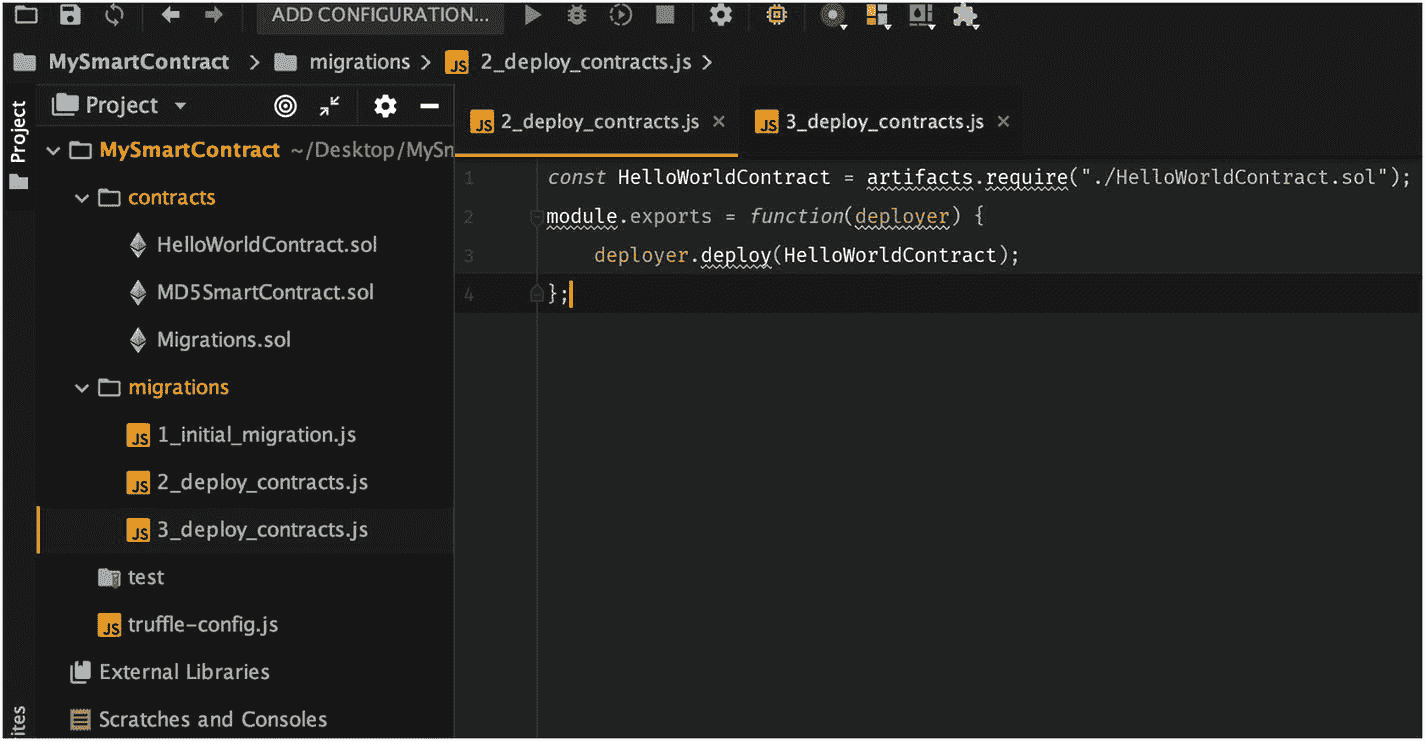 ADD CONFIGURATION...
MySmartContract > migrations > JS 2_deploy_contracts.js >
Project
Project
JS 2_deploy_contracts.js ×
JS 3_deploy_contracts.js ×
MySmartContract ~/Desktop/MySm
contracts
HelloWorldContract.sol
MD5SmartContract.sol
Migrations.sol
migrations
JS 1_initial_migration.js
JS 2_deploy_contracts.js
JS 3_deploy_contracts.js
test
JS truffle-config.js
External Libraries
Scratches and Consoles
rites
1 const HelloWorldContract = artifacts.require("./HelloWorldContract.sol");
2 module.exports = function(deployer) {
3 deployer.deploy(HelloWorldContract);
4 };